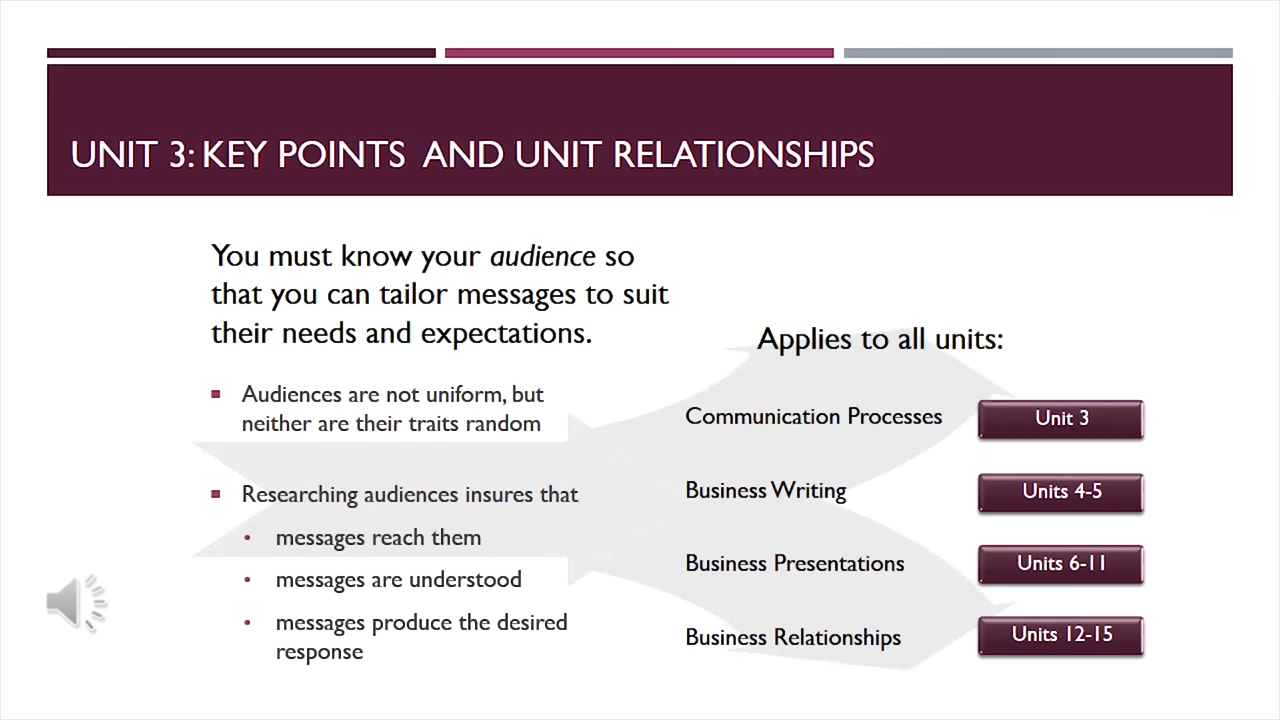 UNIT 3: KEY POINTS AND UNIT RELATIONSHIPS
You must know your audience so
that you can tailor messages to suit
their needs and expectations.
Audiences are not uniform, but
neither are their traits random
Researching audiences insures that
messages reach them
messages are understood
messages produce the desired
response
Applies to all units:
Communication Processes
Unit 3
Business Writing
Units 4-5
Business Presentations
Units 6-11
Business Relationships
Units 12-15